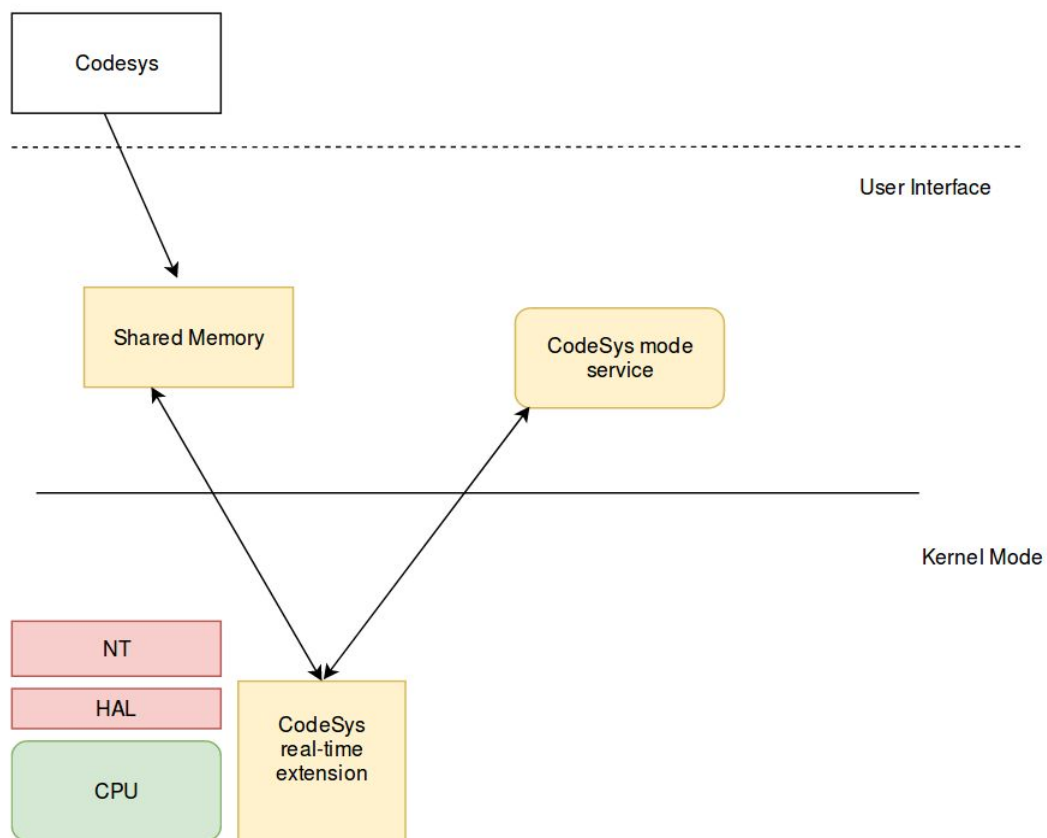 Codesys
User Interface
Shared Memory
CodeSys mode
service
Kernel Mode
NT
HAL
CPU
CodeSys
real-time
extension